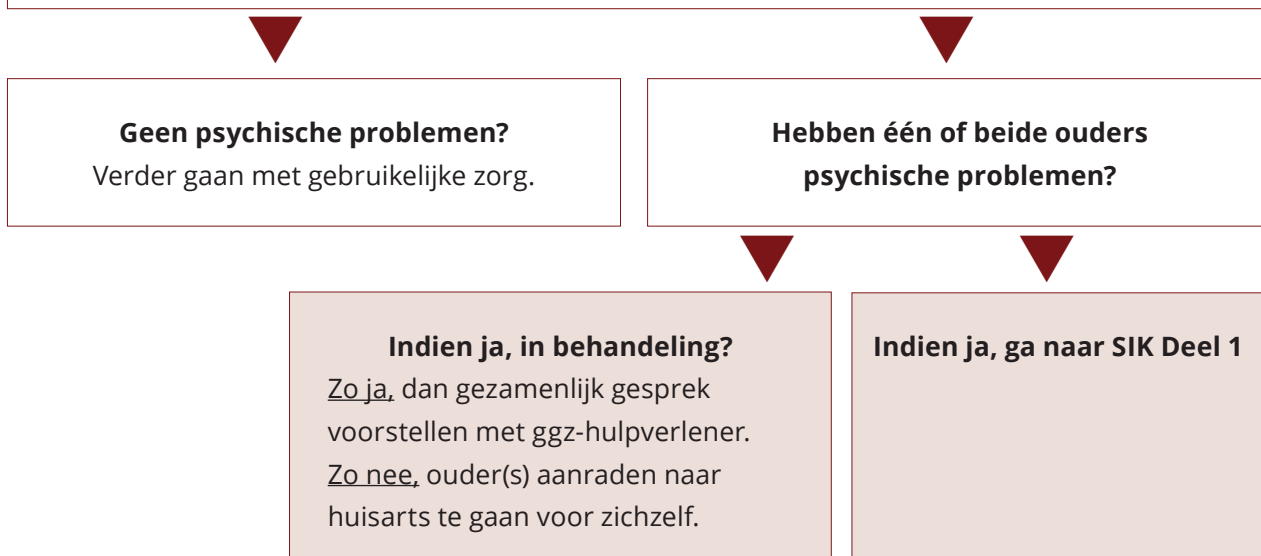 Geen psychische problemen?
Verder gaan met gebruikelijke zorg.
Hebben één of beide ouders
psychische problemen?
Indien ja, in behandeling?
Zo ja, dan gezamenlijk gesprek
voorstellen met ggz-hulpverlener.
Zo nee, ouder(s) aanraden naar
huisarts te gaan voor zichzelf.
Indien ja, ga naar SIK Deel 1